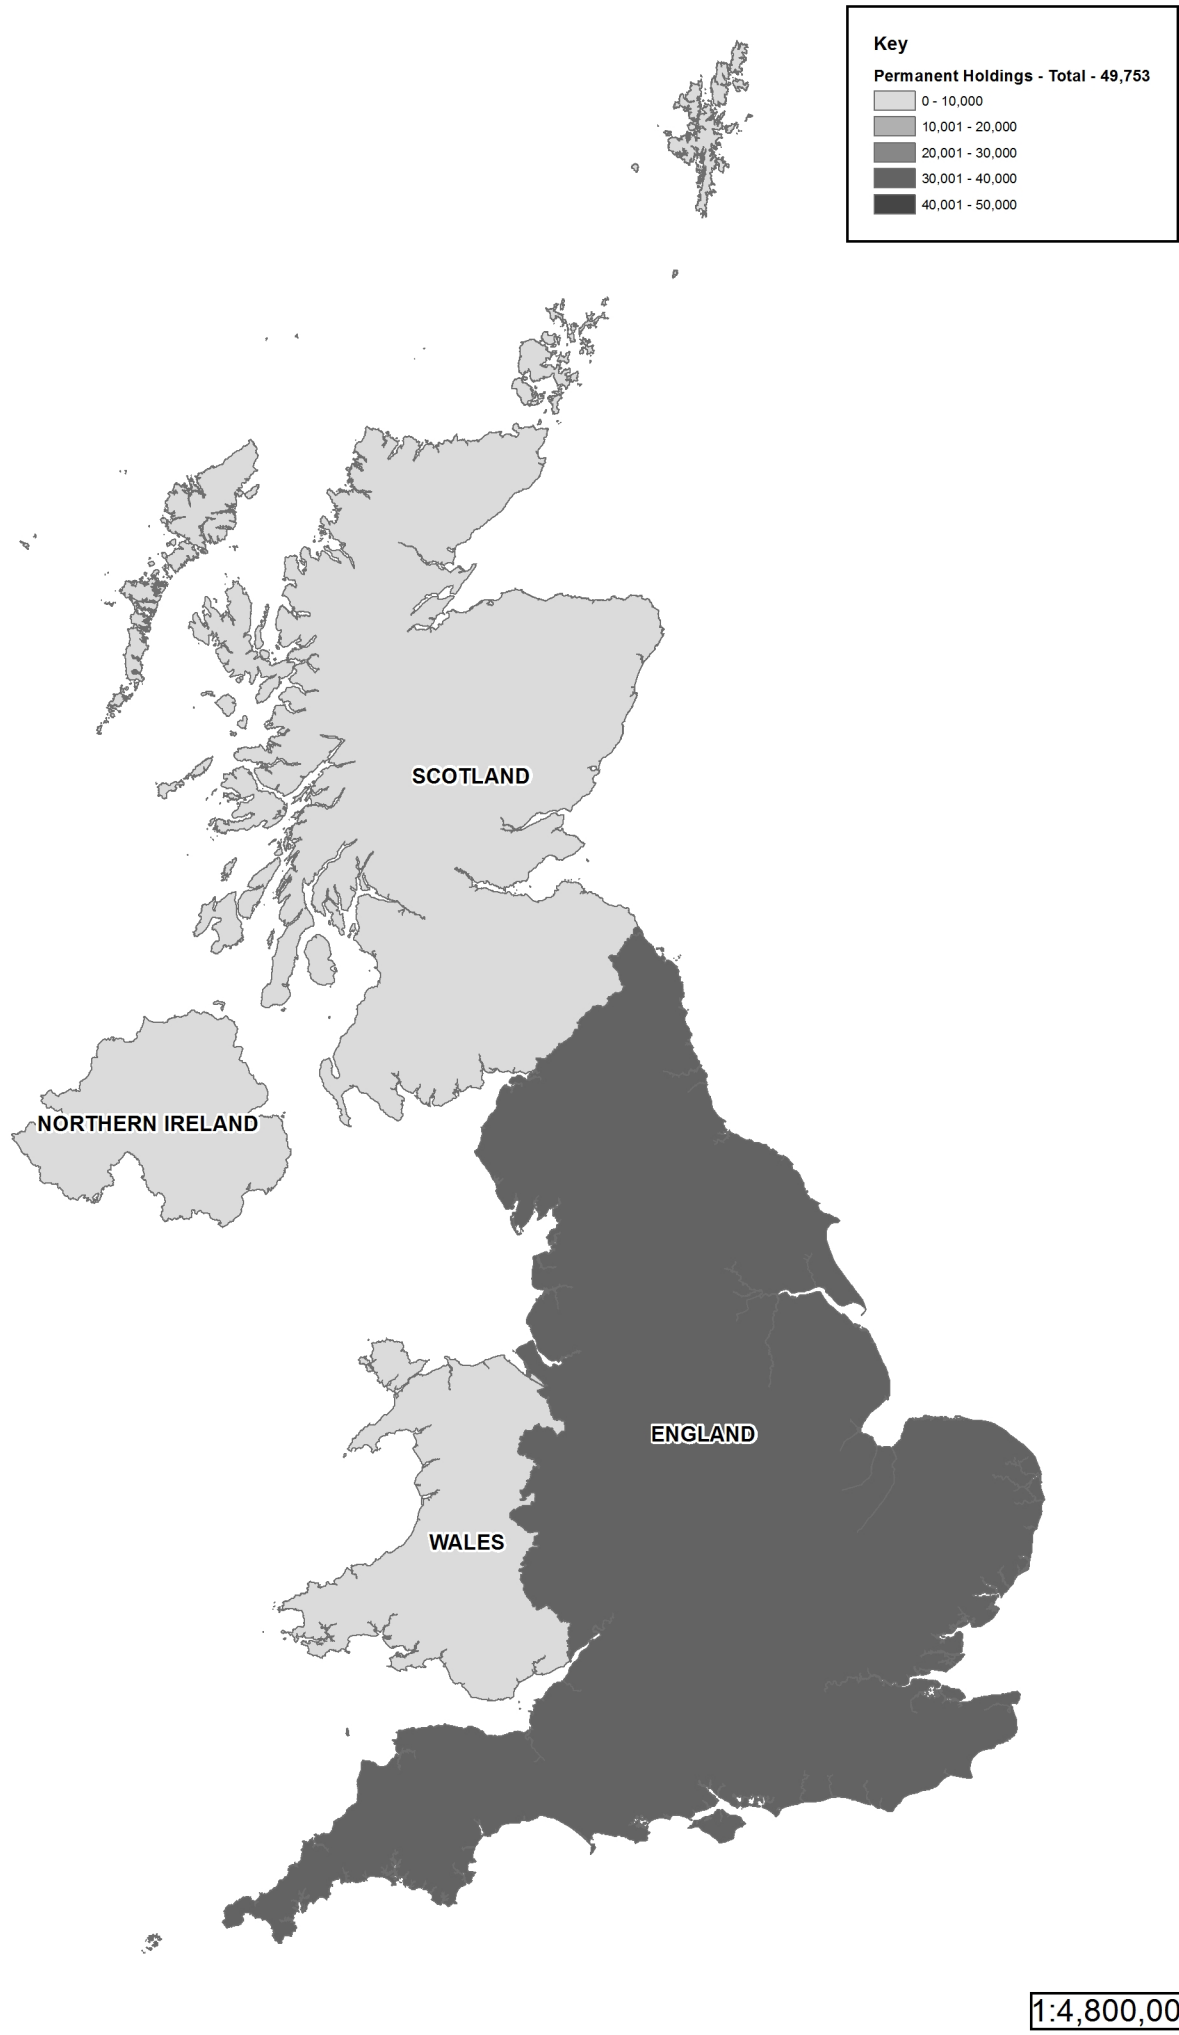 Key
Permanent Holdings - Total - 49,753
0 - 10,000
10,001 - 20,000
20,001 - 30,000
30,001 - 40,000
40,001 - 50,000
SCOTLAND
NORTHERN IRELAND
ENGLAND
WALES
1:4,800,00